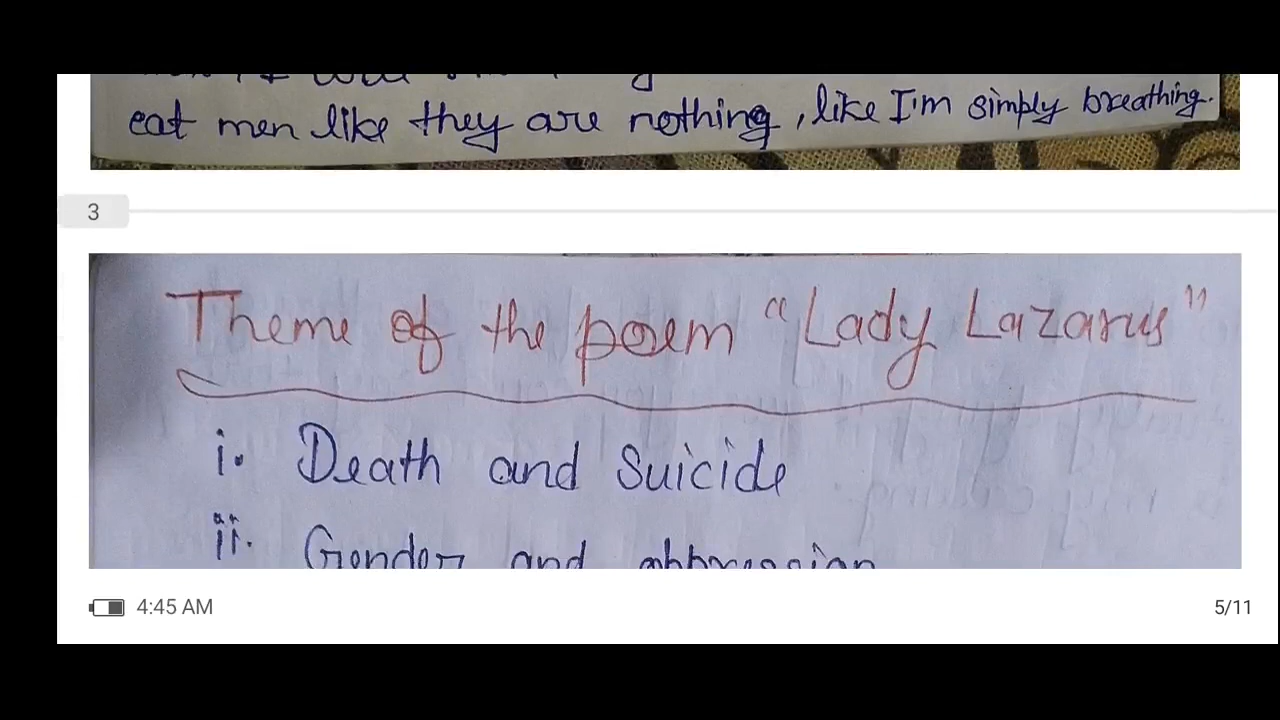 eat men like they are nothing, like I'm simply breathing.
3
Theme of the poem "Lady Lazarus"
i. Death and Suicide
ii. Gender and oppression
4:45 AM
5/11